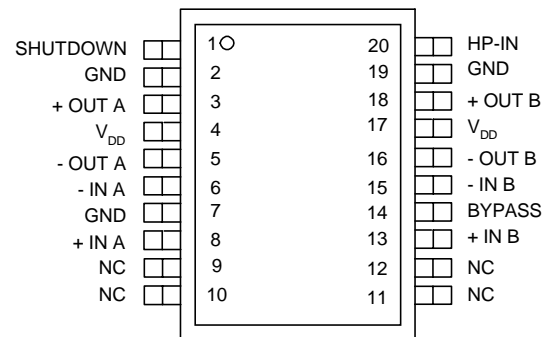 SHUTDOWN 1 20 HP-IN
GND 2 19 GND
+ OUT A 3 18 + OUT B
VDD 4 17 VDD
- OUT A 5 16 - OUT B
- IN A 6 15 - IN B
GND 7 14 BYPASS
+ IN A 8 13 + IN B
NC 9 12 NC
NC 10 11 NC